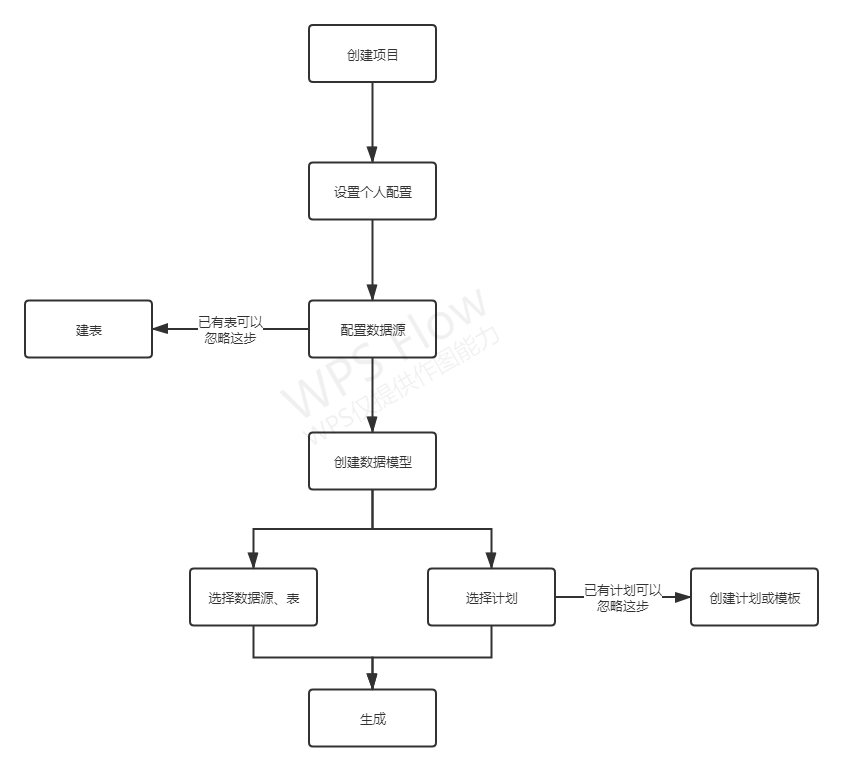 创建项目
设置个人配置
建表
已有表可以
忽略这步
配置数据源
WPS Flow
WPS仅提供作图能力
创建数据模型
选择数据源、表
选择计划
已有计划可以
忽略这步
创建计划或模板
生成